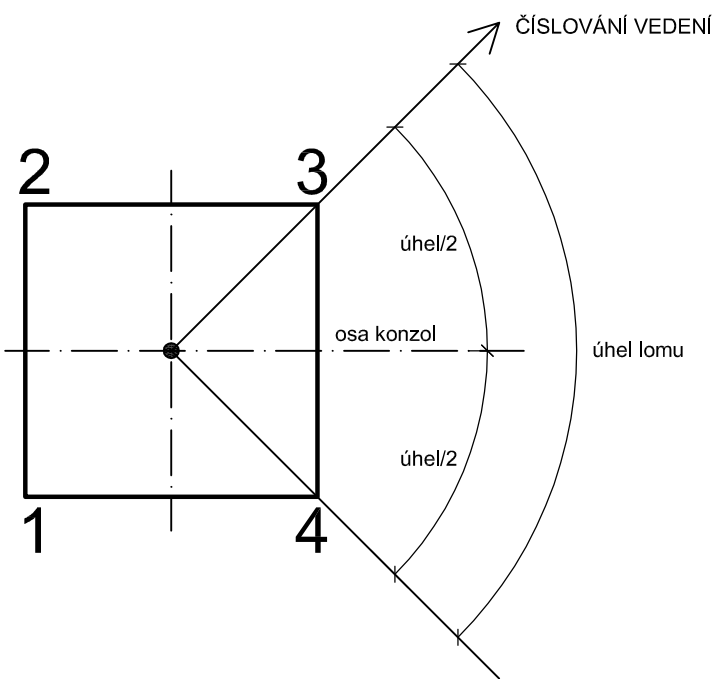 ČÍSLOVÁNÍ VEDENÍ
2
3
úhel/2
osa konzol
úhel lomu
úhel/2
1
4